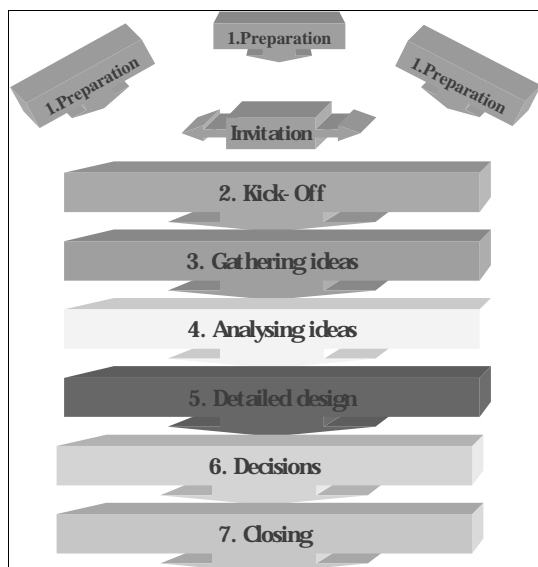 1.Preparation
1.Preparation
1.Preparation
Invitation
2. Kick- Off
3. Gathering ideas
4. Analysing ideas
5. Detailed design
6. Decisions
7. Closing